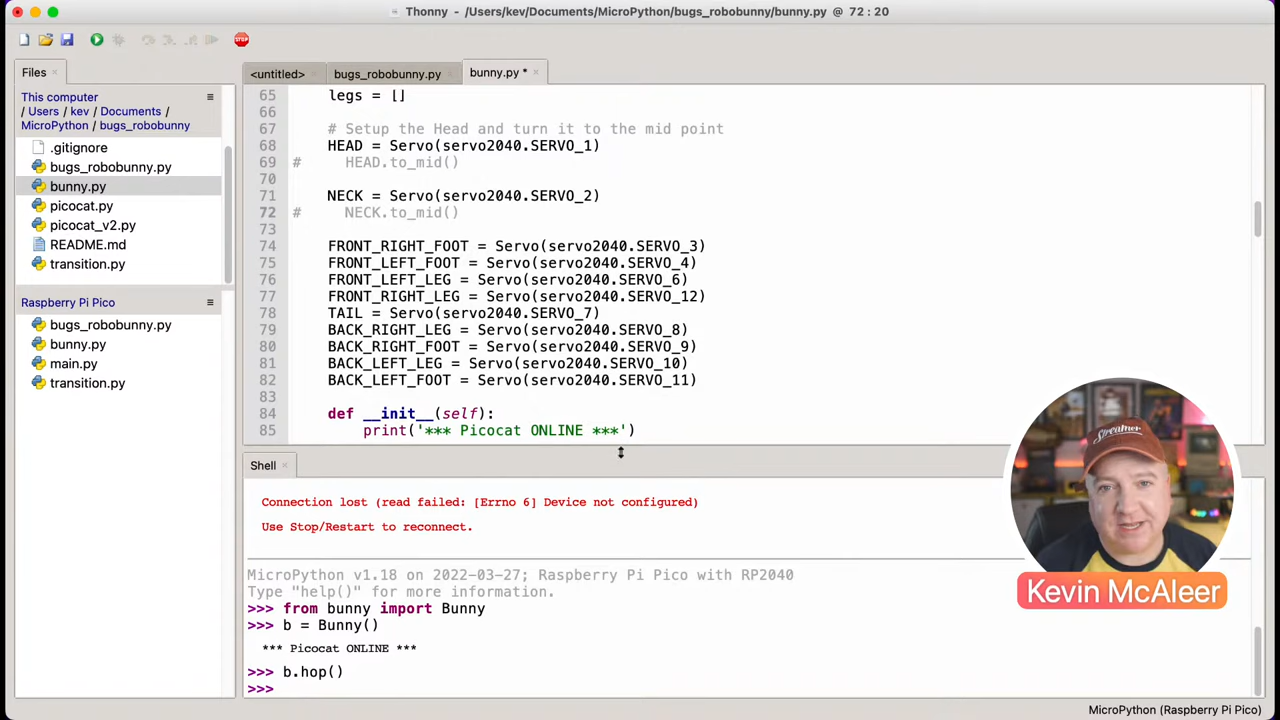 Thonny - /Users/kev/Documents/MicroPython/bugs_robobunny/bunny.py @ 72 : 20
STOP
Files
This computer
/ Users / kev / Documents /
MicroPython / bugs_robobunny
.gitignore
bugs_robobunny.py
bunny.py
picocat.py
picocat_v2.py
README.md
transition.py
Raspberry Pi Pico
bugs_robobunny.py
bunny.py
main.py
transition.py
<untitled>
bugs_robobunny.py
bunny.py *
65 legs = []
66
67 # Setup the Head and turn it to the mid point
68 HEAD = Servo(servo2040.SERVO_1)
69 # HEAD.to_mid()
70
71 NECK = Servo(servo2040.SERVO_2)
72 # NECK.to_mid()
73
74 FRONT_RIGHT_FOOT = Servo(servo2040.SERVO_3)
75 FRONT_LEFT_FOOT = Servo(servo2040.SERVO_4)
76 FRONT_LEFT_LEG = Servo(servo2040.SERVO_6)
77 FRONT_RIGHT_LEG = Servo(servo2040.SERVO_12)
78 TAIL = Servo(servo2040.SERVO_7)
79 BACK_RIGHT_LEG = Servo(servo2040.SERVO_8)
80 BACK_RIGHT_FOOT = Servo(servo2040.SERVO_9)
81 BACK_LEFT_LEG = Servo(servo2040.SERVO_10)
82 BACK_LEFT_FOOT = Servo(servo2040.SERVO_11)
83
84 def __init__(self):
85 print('*** Picocat ONLINE ***')
Shell
Connection lost (read failed: [Errno 6] Device not configured)
Use Stop/Restart to reconnect.
MicroPython v1.18 on 2022-03-27; Raspberry Pi Pico with RP2040
Type "help()" for more information.
>>> from bunny import Bunny
>>> b = Bunny()
*** Picocat ONLINE ***
>>> b.hop()
>>>
Streamer
Kevin McAleer
MicroPython (Raspberry Pi Pico)